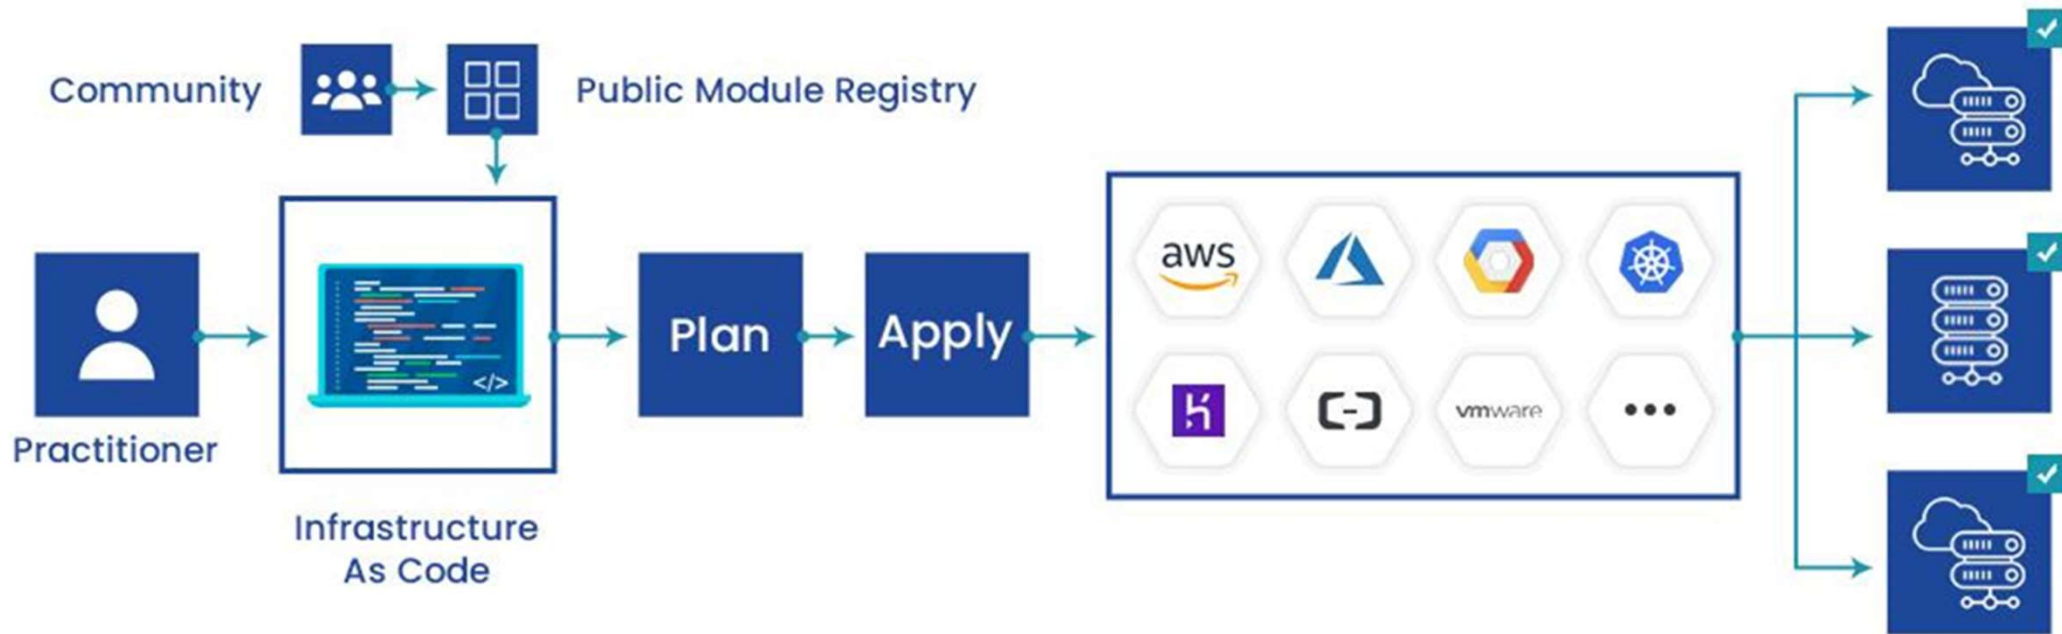 Community
Public Module Registry
Practitioner
</>
Infrastructure
As Code
Plan
Apply
aws
vmware